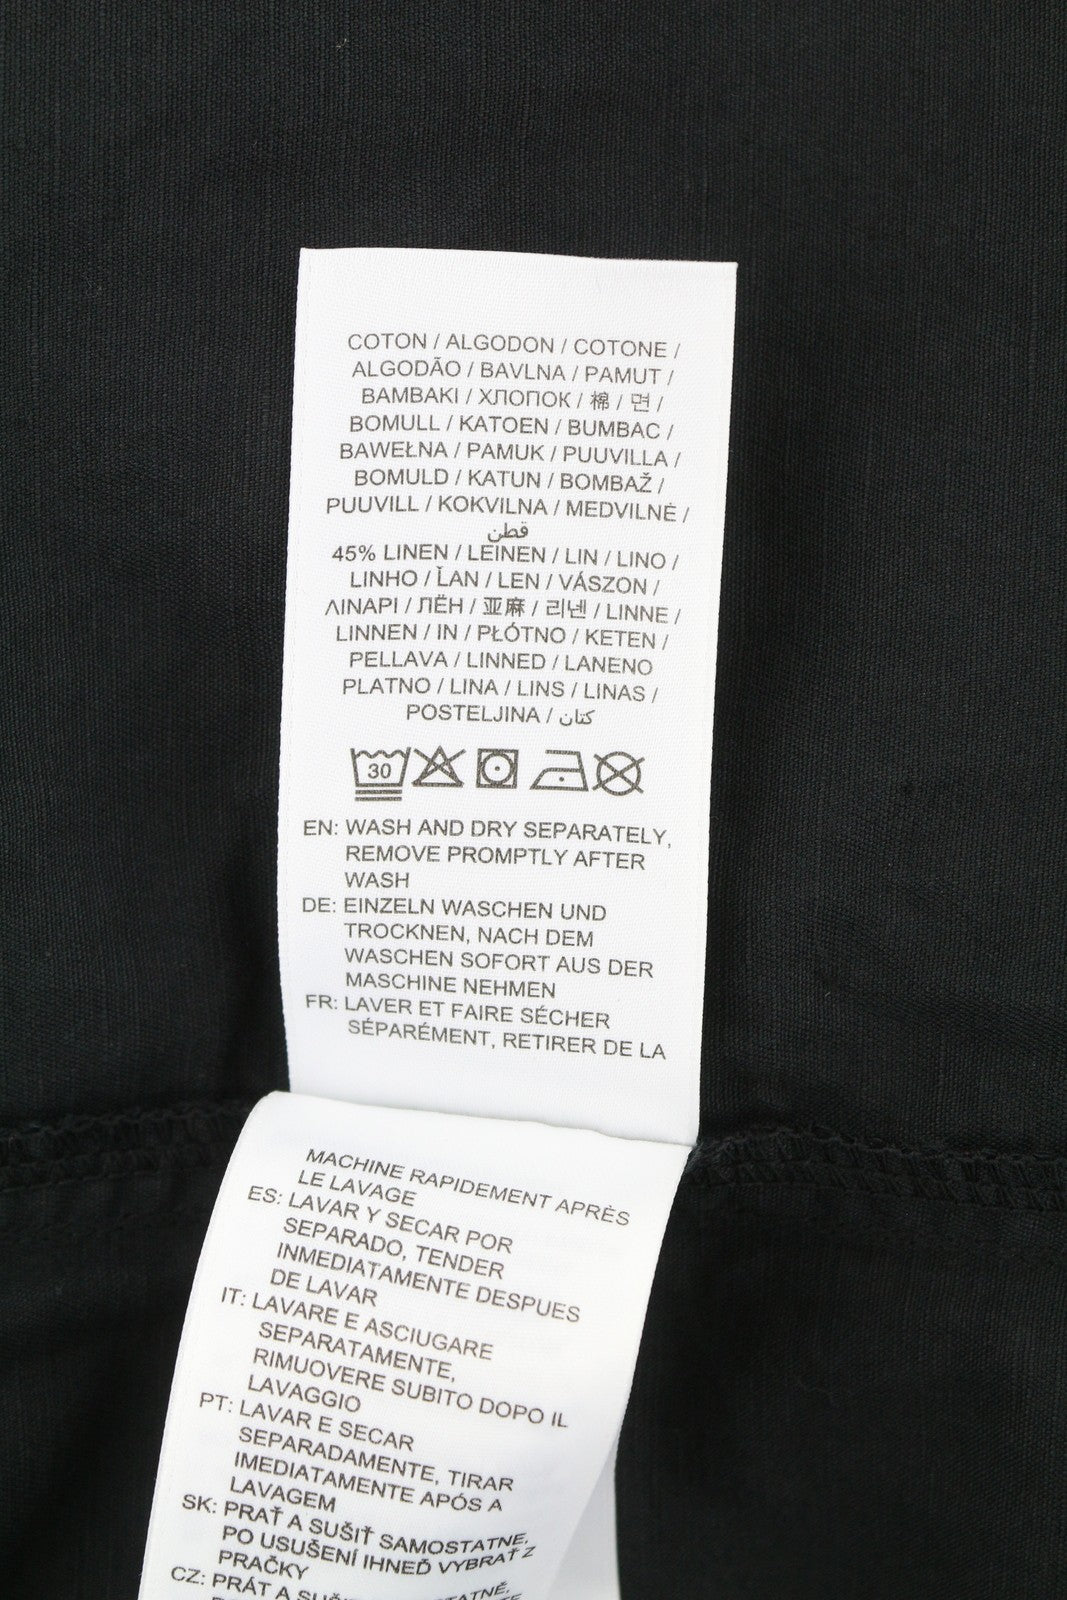 COTON / ALGODON / COTONE /
ALGODÃO / BAVLNA / PAMUT /
BAMBAKI / ХЛОПОК / 棉 / 면 /
BOMULL / KATOEN / BUMBAC /
BAWEŁNA / PAMUK / PUUVILLA /
BOMULD / KATUN / BOMBAŽ /
PUUVILL / KOKVILNA / MEDVILNĖ /
قطن
45% LINEN / LEINEN / LIN / LINO /
LINHO / ĽAN / LEN / VÁSZON /
ΛΙΝΑΡΙ / ЛЁН / 亚麻 / 리넨 / LINNE /
LINNEN / IN / PŁÓTNO / KETEN /
PELLAVA / LINNED / LANENO
PLATNO / LINA / LINS / LINAS /
POSTELJINA / كتان
30
EN: WASH AND DRY SEPARATELY,
REMOVE PROMPTLY AFTER
WASH
DE: EINZELN WASCHEN UND
TROCKNEN, NACH DEM
WASCHEN SOFORT AUS DER
MASCHINE NEHMEN
FR: LAVER ET FAIRE SÉCHER
SÉPARÉMENT, RETIRER DE LA
MACHINE RAPIDEMENT APRÈS
LE LAVAGE
ES: LAVAR Y SECAR POR
SEPARADO, TENDER
INMEDIATAMENTE DESPUES
DE LAVAR
IT: LAVARE E ASCIUGARE
SEPARATAMENTE,
RIMUOVERE SUBITO DOPO IL
LAVAGGIO
PT: LAVAR E SECAR
SEPARADAMENTE, TIRAR
IMEDIATAMENTE APÓS A
LAVAGEM
SK: PRAŤ A SUŠIŤ SAMOSTATNE,
PO USUŠENÍ IHNEĎ VYBRAŤ Z
PRAČKY
CZ: PRÁT A